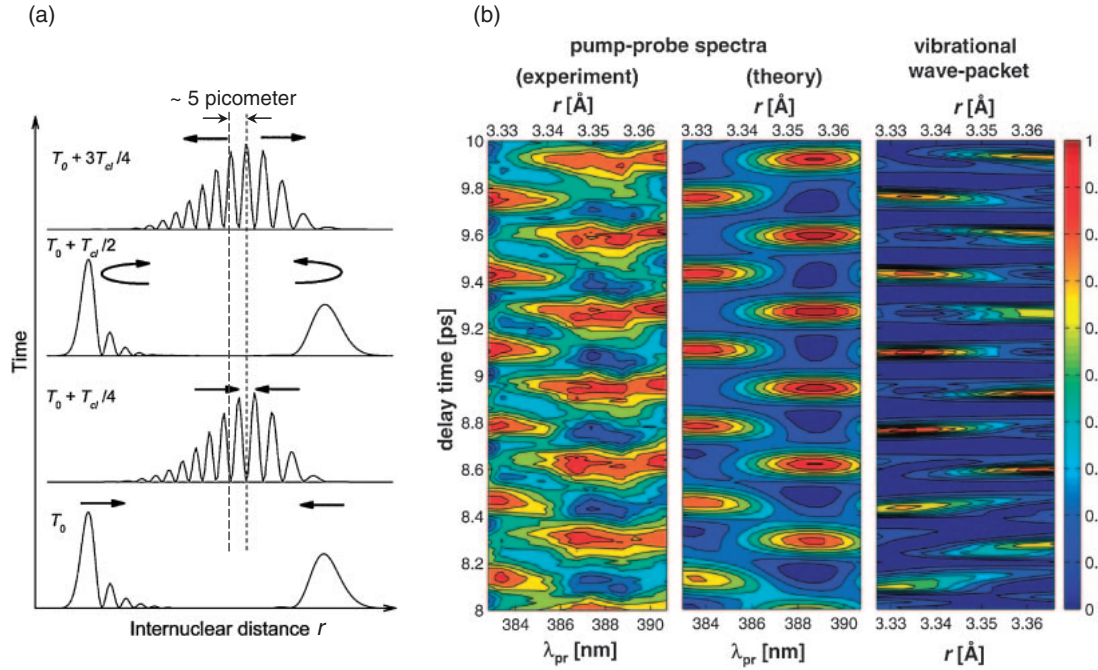 (a)
~ 5 picometer
T₀ + 3T_cl/4
T₀ + T_cl/2
T₀ + T_cl/4
T₀
Time
Internuclear distance r
(b)
pump-probe spectra
vibrational
wave-packet
(experiment)
(theory)
r [Å]
r [Å]
r [Å]
3.33 3.34 3.35 3.36
3.33 3.34 3.35 3.36
3.33 3.34 3.35 3.36
10
9.8
9.6
9.4
9.2
9
8.8
8.6
8.4
8.2
8
delay time [ps]
1
0.
0.
0.
0.
0.
0.
0.
0.
0.
0
384 386 388 390
384 386 388 390
3.33 3.34 3.35 3.36
λpr [nm]
λpr [nm]
r [Å]